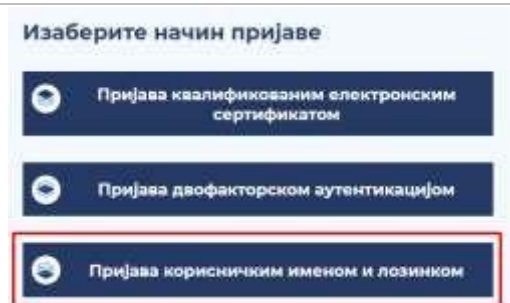 Изаберите начин пријаве
Пријава квалификованим електронским
сертификатом
Пријава двофакторском аутентикацијом
Пријава корисничким именом и лозинком